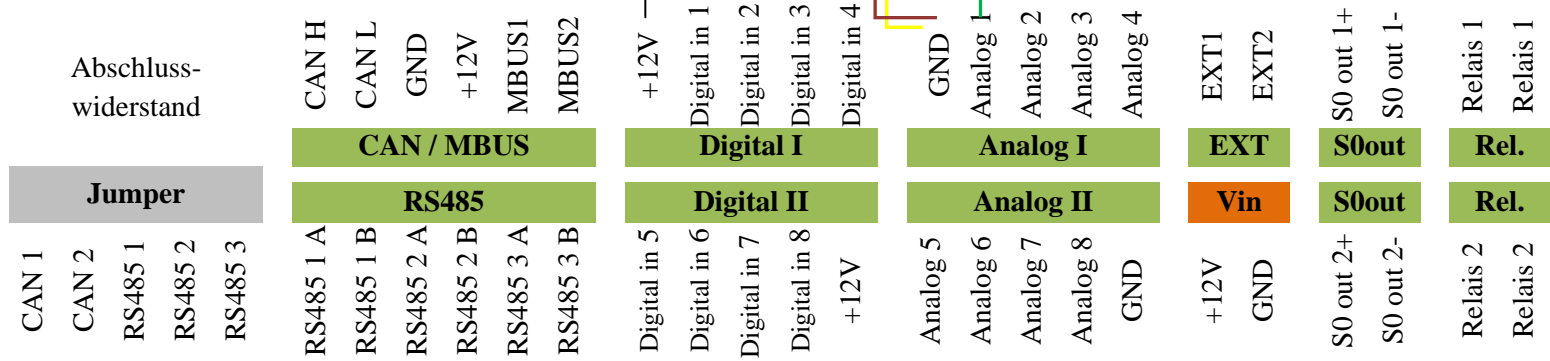 Abschluss-
widerstand
CAN H
CAN L
GND
+12V
MBUS1
MBUS2
+12V
Digital in 1
Digital in 2
Digital in 3
Digital in 4
GND
Analog 1
Analog 2
Analog 3
Analog 4
EXT1
EXT2
S0 out 1+
S0 out 1-
Relais 1
Relais 1
CAN / MBUS
Digital I
Analog I
EXT
S0out
Rel.
Jumper
RS485
Digital II
Analog II
Vin
S0out
Rel.
CAN 1
CAN 2
RS485 1
RS485 2
RS485 3
RS485 1 A
RS485 1 B
RS485 2 A
RS485 2 B
RS485 3 A
RS485 3 B
Digital in 5
Digital in 6
Digital in 7
Digital in 8
+12V
Analog 5
Analog 6
Analog 7
Analog 8
GND
+12V
GND
S0 out 2+
S0 out 2-
Relais 2
Relais 2